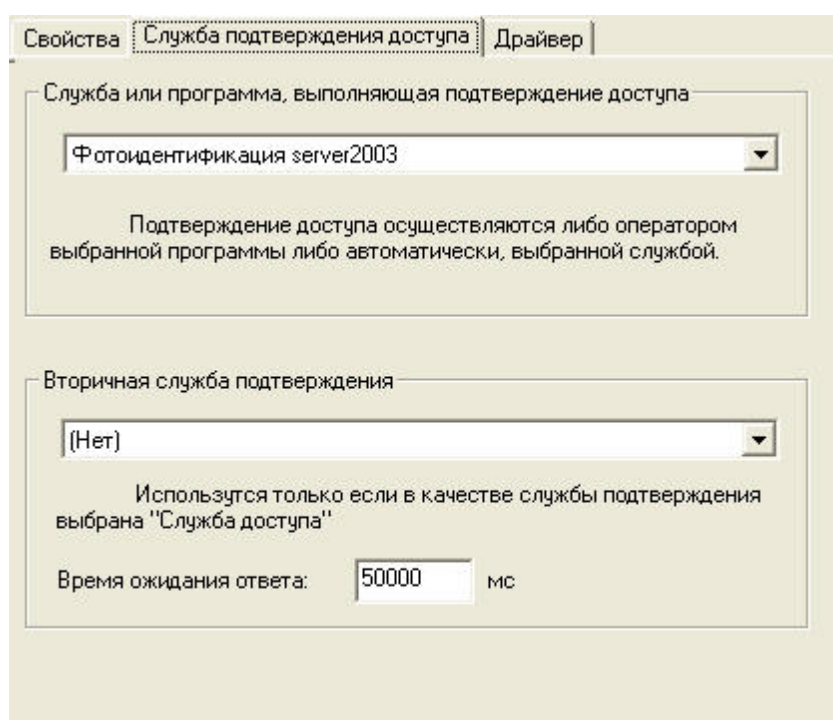 Свойства Служба подтверждения доступа Драйвер
Служба или программа, выполняющая подтверждение доступа
Фотоидентификация server2003
Подтверждение доступа осуществляются либо оператором
выбранной программы либо автоматически, выбранной службой.
Вторичная служба подтверждения
(Нет)
Использутся только если в качестве службы подтверждения
выбрана "Служба доступа"
Время ожидания ответа: 50000 мс